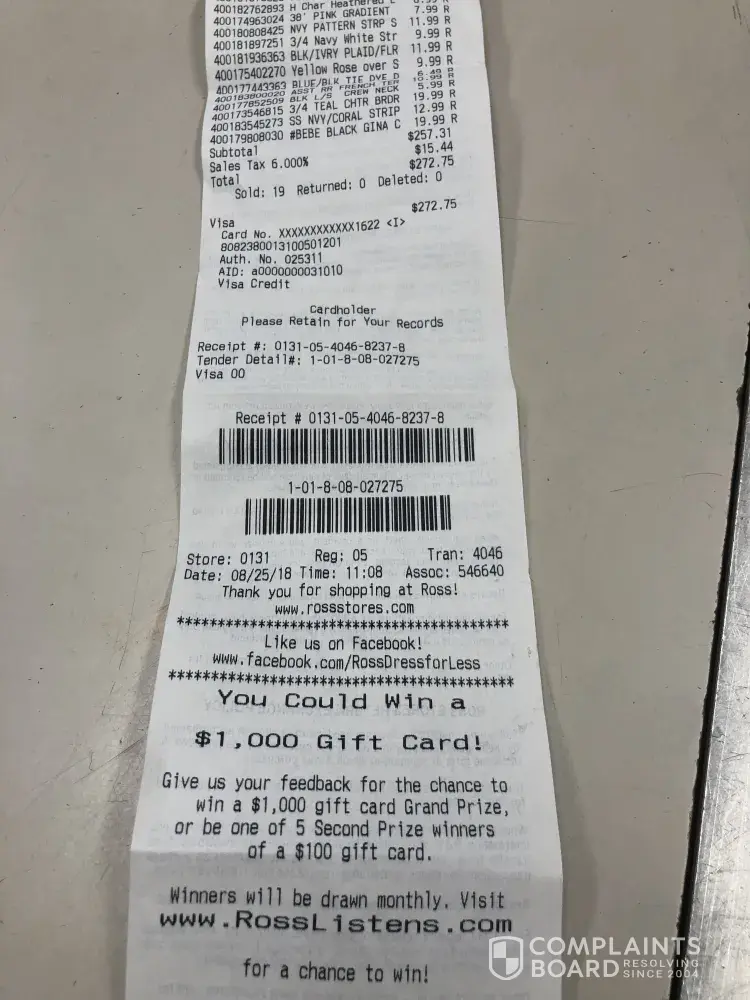 400182762893 H Char Heathered
400174963024 38' PINK GRADIENT 7.99 R
400180808425 NVY PATTERN STRP S 11.99 R
400181897251 3/4 Navy White Str 9.99 R
400181936363 BLK/IVRY PLAID/FLR 11.99 R
400175402270 Yellow Rose over S 9.99 R
400177443363 BLUE/BLK TIE DYE D 6.49 R
400183800020 ASST RR FRENCH TER 10.99 R
400177852509 BLK L/S CREW NECK 5.99 R
400173546815 3/4 TEAL CHTR BRDR 19.99 R
400183545273 SS NVY/CORAL STRIP 12.99 R
400179808030 #BEBE BLACK GINA C 19.99 R
Subtotal $257.31
Sales Tax 6.000% $15.44
Total $272.75
Sold: 19 Returned: 0 Deleted: 0
Visa $272.75
Card No. XXXXXXXXXXXX1622 <I>
8082380013100501201
Auth. No. 025311
AID: a0000000031010
Visa Credit
Cardholder
Please Retain for Your Records
Receipt #: 0131-05-4046-8237-8
Tender Detail#: 1-01-8-08-027275
Visa 00
Receipt # 0131-05-4046-8237-8
1-01-8-08-027275
Store: 0131 Reg: 05 Tran: 4046
Date: 08/25/18 Time: 11:08 Assoc: 546640
Thank you for shopping at Ross!
www.rossstores.com
******************************************
Like us on Facebook!
www.facebook.com/RossDressforLess
******************************************
You Could Win a
$1,000 Gift Card!
Give us your feedback for the chance to
win a $1,000 gift card Grand Prize,
or be one of 5 Second Prize winners
of a $100 gift card.
Winners will be drawn monthly. Visit
www.RossListens.com
for a chance to win!
COMPLAINTS
BOARD RESOLVING
SINCE 2004